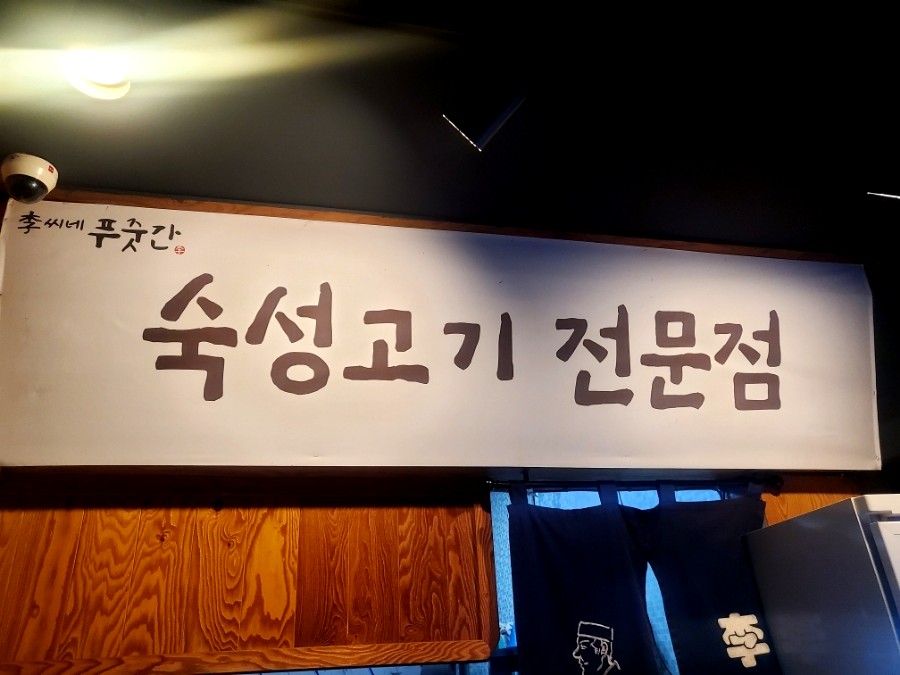 李씨네 푸줏간
숙성고기 전문점
李